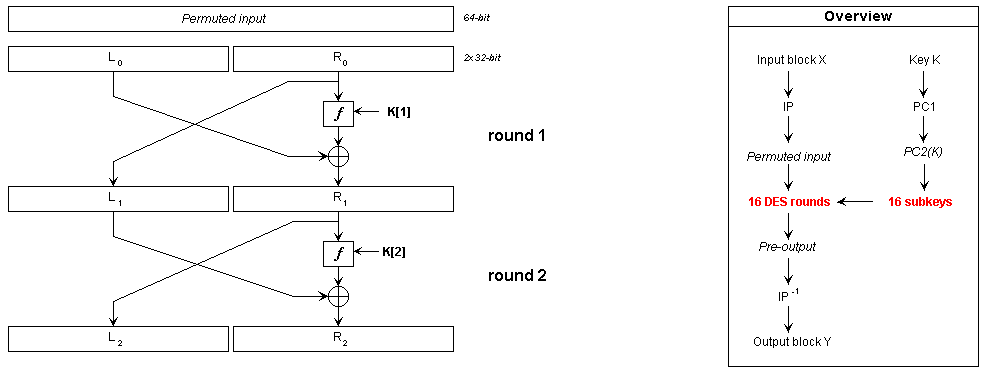 Permuted input 64-bit
L0 R0 2x32-bit
f K[1]
round 1
L1 R1
f K[2]
round 2
L2 R2
Overview
Input block X Key K
IP PC1
Permuted input PC2(K)
16 DES rounds 16 subkeys
Pre-output
IP-1
Output block Y